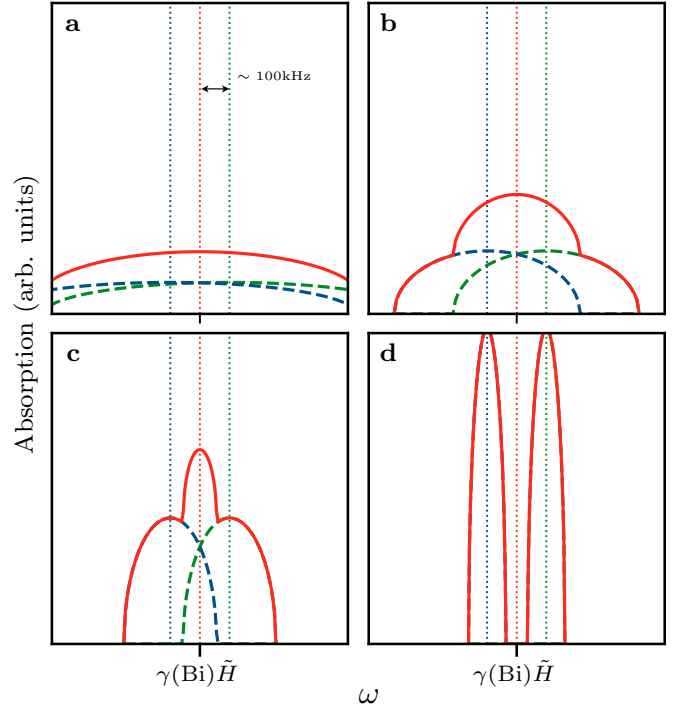 a
b
~ 100kHz
Absorption (arb. units)
c
d
γ(Bi)H̃
γ(Bi)H̃
ω